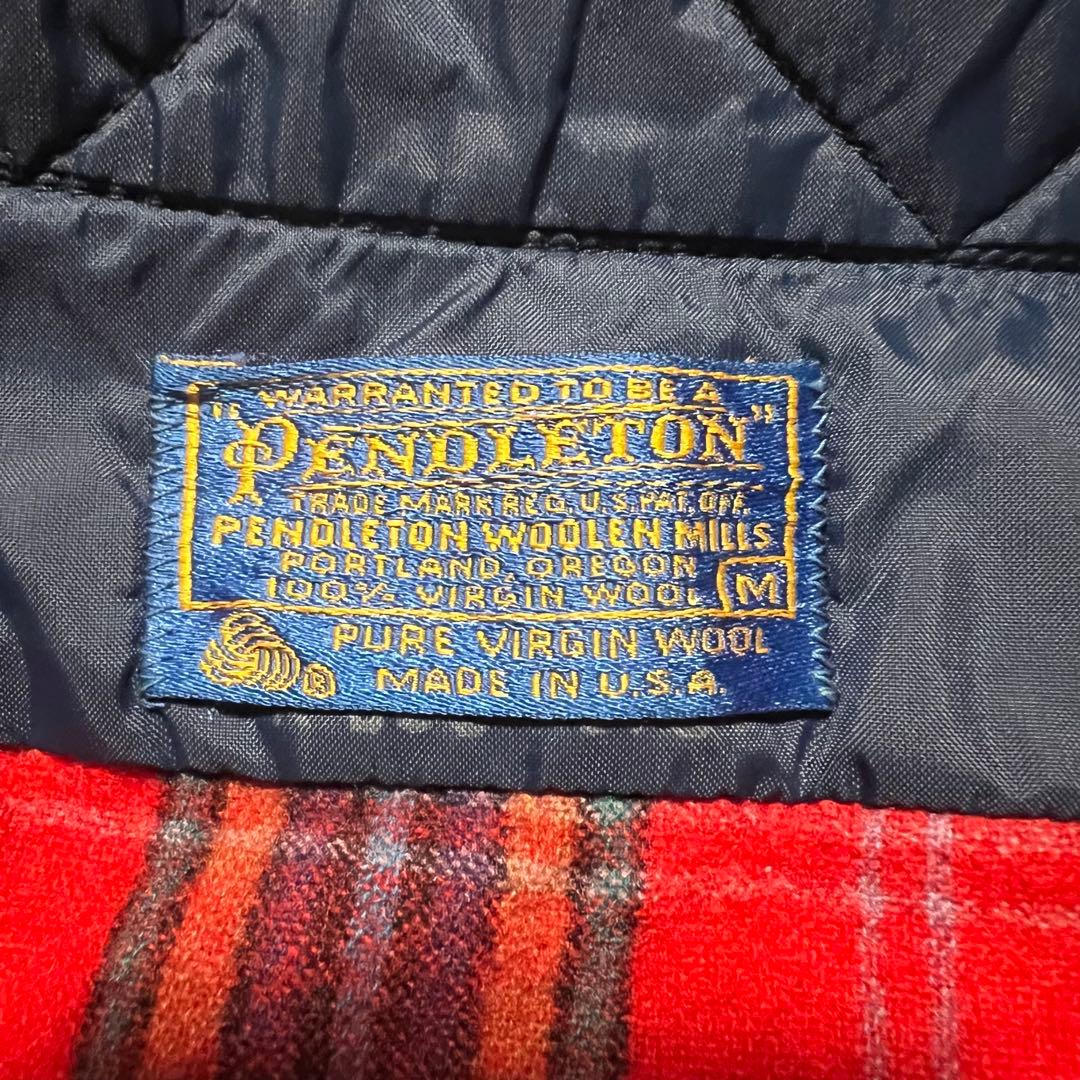 "WARRANTED TO BE A
PENDLETON"
TRADE MARK REG. U.S. PAT. OFF.
PENDLETON WOOLEN MILLS
PORTLAND, OREGON
100% VIRGIN WOOL M
PURE VIRGIN WOOL
® MADE IN U.S.A.